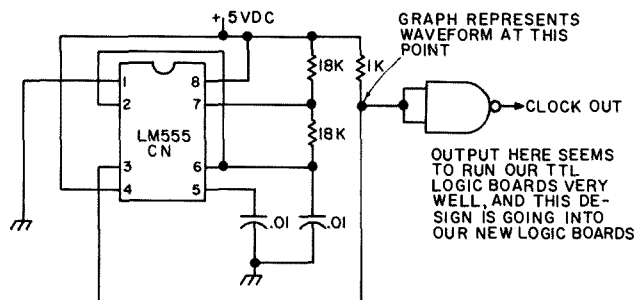 +5VDC
GRAPH REPRESENTS
WAVEFORM AT THIS
POINT
1
8
18K
1K
2
7
CLOCK OUT
LM555
CN
18K
3
6
4
5
.01
.01
OUTPUT HERE SEEMS
TO RUN OUR TTL
LOGIC BOARDS VERY
WELL, AND THIS DE-
SIGN IS GOING INTO
OUR NEW LOGIC BOARDS